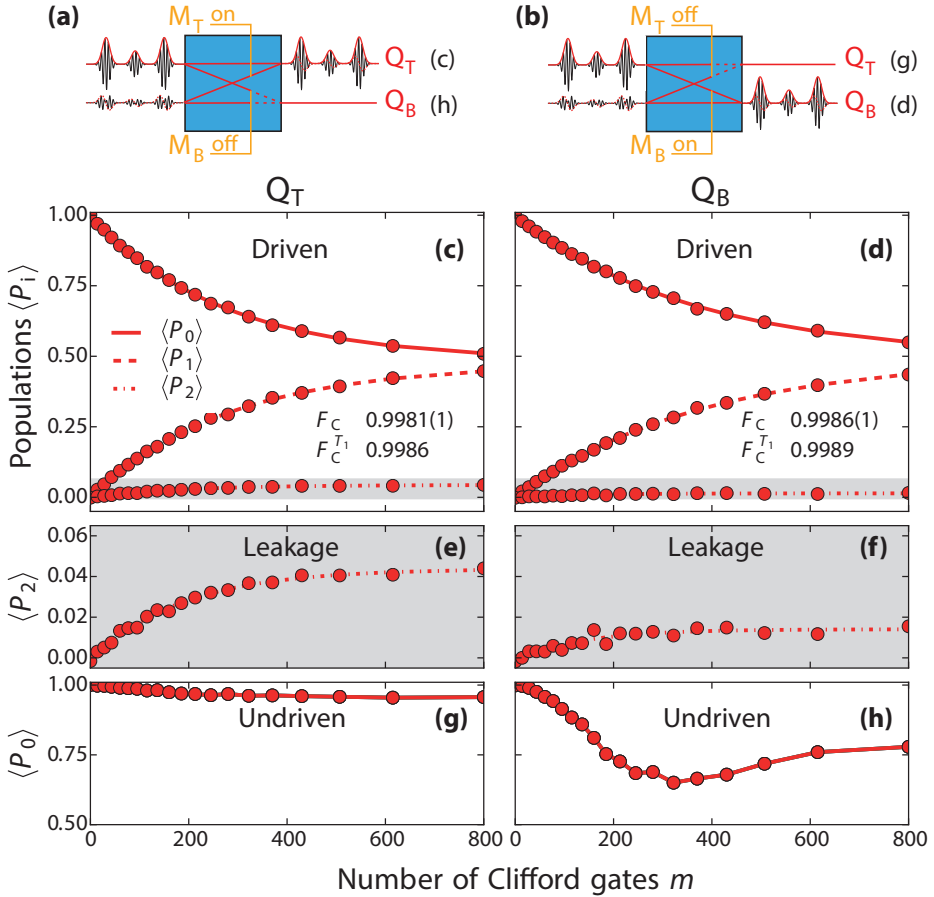 (a)
M_T on
Q_T (c)
Q_B (h)
M_B off
(b)
M_T off
Q_T (g)
Q_B (d)
M_B on
Q_T
Q_B
Populations ⟨P_i⟩
1.00
0.75
0.50
0.25
0.00
Driven
(c)
⟨P_0⟩
⟨P_1⟩
⟨P_2⟩
F_C 0.9981(1)
F_C^{T_1} 0.9986
Driven
(d)
F_C 0.9986(1)
F_C^{T_1} 0.9989
⟨P_2⟩
0.06
0.04
0.02
0.00
Leakage
(e)
Leakage
(f)
⟨P_0⟩
1.00
0.75
0.50
Undriven
(g)
Undriven
(h)
0 200 400 600 800
0 200 400 600 800
Number of Clifford gates m